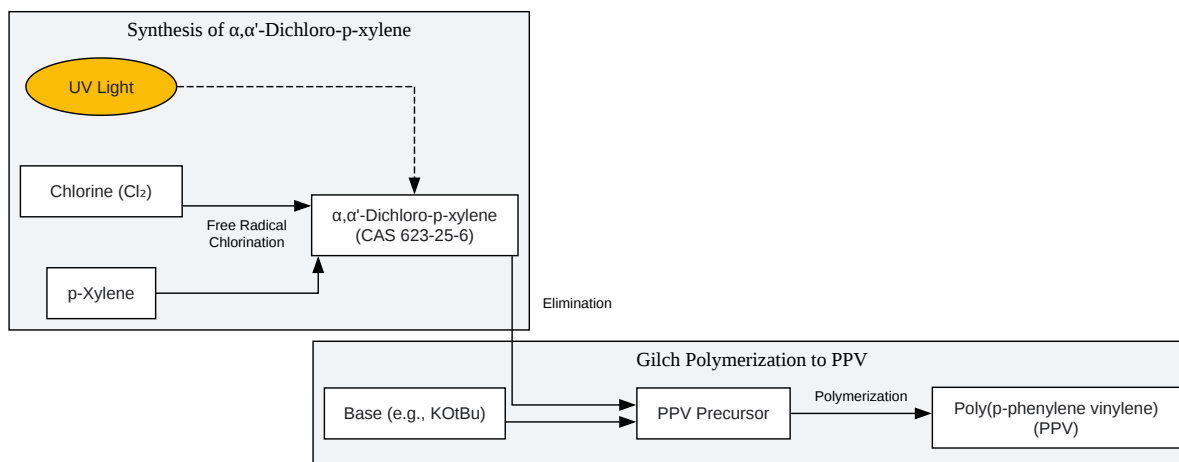 Synthesis of α,α'-Dichloro-p-xylene
UV Light
Chlorine (Cl₂)
Free Radical
Chlorination
α,α'-Dichloro-p-xylene
(CAS 623-25-6)
p-Xylene
Elimination
Gilch Polymerization to PPV
Base (e.g., KOtBu)
PPV Precursor
Polymerization
Poly(p-phenylene vinylene)
(PPV)